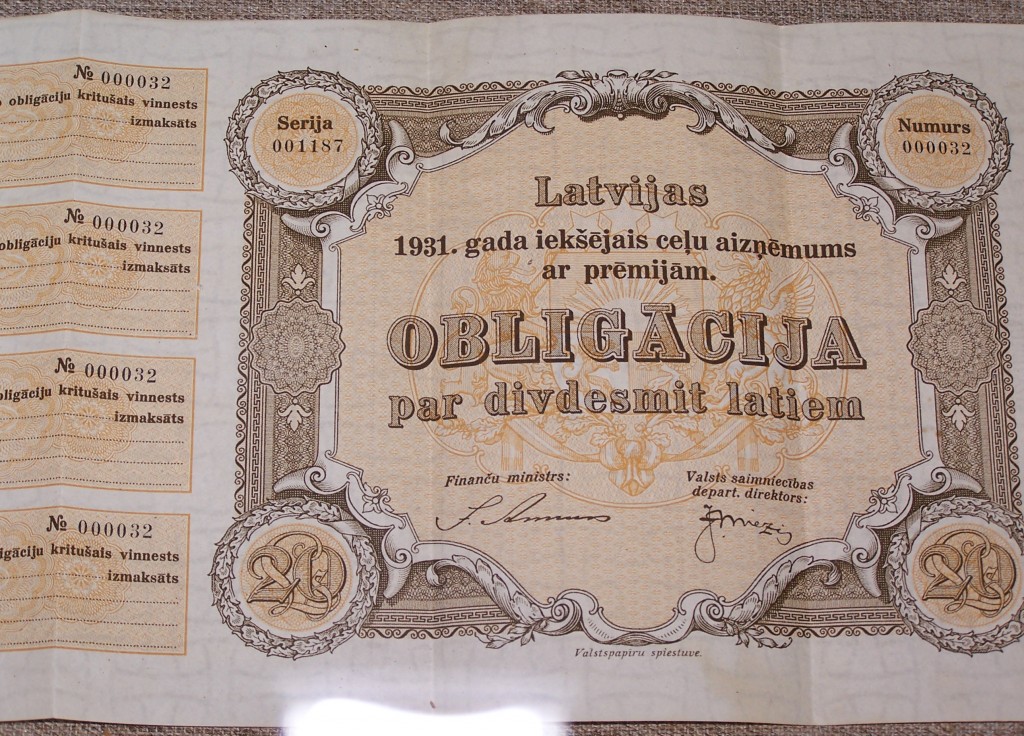 № 000032
obligāciju kritušais vinnests
izmaksāts
№ 000032
obligāciju kritušais vinnests
izmaksāts
№ 000032
kritušais vinnests
izmaksāts
№ 000032
kritušais vinnests
izmaksāts
Serija
001187
Numurs
000032
Latvijas
1931. gada iekšējais ceļu aizņēmums
ar prēmijām.
OBLIGĀCIJA
par divdesmit latiem
Finanču ministrs:
Valsts saimniecības
depart. direktors:
20
20
Valstspapiru spiestuve.